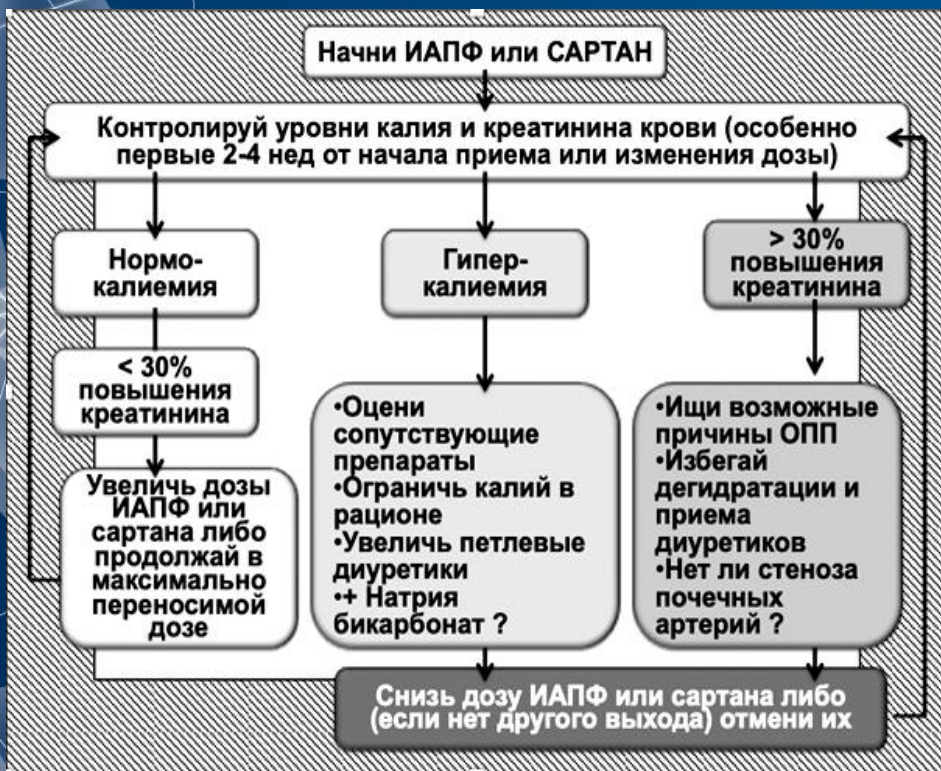 Начни ИАПФ или САРТАН
Контролируй уровни калия и креатинина крови (особенно
первые 2-4 нед от начала приема или изменения дозы)
Нормо-
калиемия
< 30%
повышения
креатинина
Увеличь дозы
ИАПФ или
сартана либо
продолжай в
максимально
переносимой
дозе
Гипер-
калиемия
•Оцени
сопутствующие
препараты
•Ограничь калий в
рационе
•Увеличь петлевые
диуретики
•+ Натрия
бикарбонат ?
> 30%
повышения
креатинина
•Ищи возможные
причины ОПП
•Избегай
дегидратации и
приема
диуретиков
•Нет ли стеноза
почечных
артерий ?
Снизь дозу ИАПФ или сартана либо
(если нет другого выхода) отмени их